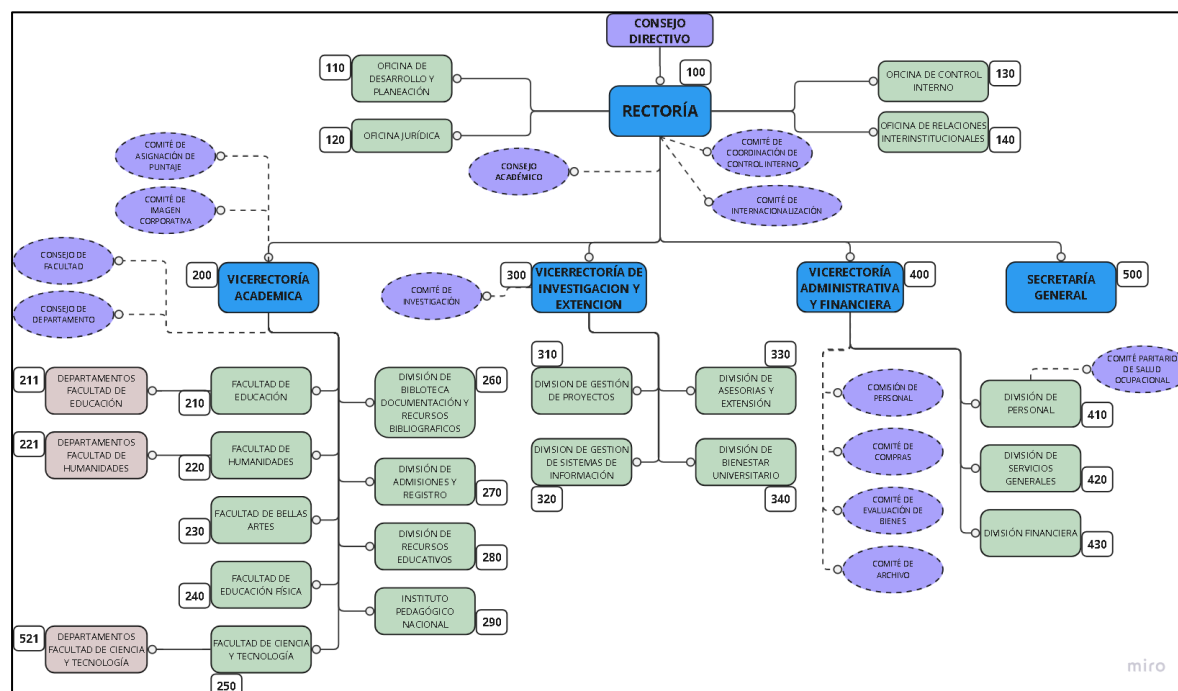 CONSEJO
DIRECTIVO
100
RECTORÍA
110
OFICINA DE
DESARROLLO Y
PLANEACIÓN
120
OFICINA JURÍDICA
OFICINA DE CONTROL
INTERNO
130
OFICINA DE RELACIONES
INTERINSTITUCIONALES
140
COMITÉ DE
ASIGNACIÓN DE
PUNTAJE
COMITÉ DE
IMAGEN
CORPORATIVA
CONSEJO
ACADÉMICO
COMITÉ DE
COORDINACIÓN DE
CONTROL INTERNO
COMITÉ DE
INTERNACIONALIZACIÓN
CONSEJO DE
FACULTAD
CONSEJO DE
DEPARTAMENTO
200
VICERECTORÍA
ACADEMICA
COMITÉ DE
INVESTIGACIÓN
300
VICERRECTORÍA DE
INVESTIGACION Y
EXTENCION
VICERECTORÍA
ADMINISTRATIVA
Y FINANCIERA
400
SECRETARÍA
GENERAL
500
211
DEPARTAMENTOS
FACULTAD DE
EDUCACIÓN
210
FACULTAD DE
EDUCACIÓN
221
DEPARTAMENTOS
FACULTAD DE
HUMANIDADES
220
FACULTAD DE
HUMANIDADES
230
FACULTAD DE BELLAS
ARTES
240
FACULTAD DE
EDUCACIÓN FÍSICA
521
DEPARTAMENTOS
FACULTAD DE CIENCIA
Y TECNOLOGÍA
FACULTAD DE CIENCIA
Y TECNOLOGÍA
250
DIVISIÓN DE
BIBLOTECA
DOCUMENTACIÓN Y
RECURSOS
BIBLIOGRAFICOS
260
DIVISIÓN DE
ADMISIONES Y
REGISTRO
270
DIVISIÓN DE
RECURSOS
EDUCATIVOS
280
INSTITUTO
PEDAGÓGICO
NACIONAL
290
310
DIVISION DE GESTIÓN
DE PROYECTOS
DIVISION DE GESTION
DE SISTEMAS DE
INFORMACIÓN
320
330
DIVISIÓN DE
ASESORIAS Y
EXTENSIÓN
DIVISIÓN DE
BIENESTAR
UNIVERSITARIO
340
COMISIÓN DE
PERSONAL
COMITÉ DE
COMPRAS
COMITÉ DE
EVALUACIÓN DE
BIENES
COMITÉ DE
ARCHIVO
COMITÉ PARITARIO
DE SALUD
OCUPACIONAL
DIVISIÓN DE
PERSONAL
410
DIVISIÓN DE
SERVICIOS
GENERALES
420
DIVISIÓN FINANCIERA
430
miro